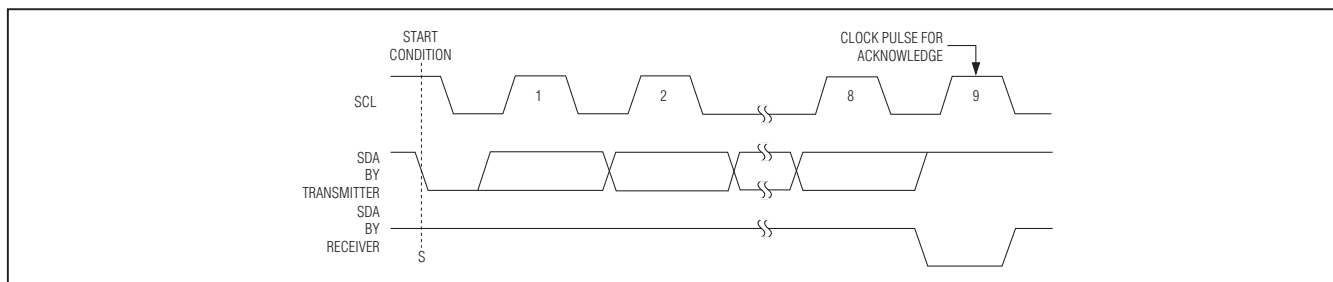 START
CONDITION
CLOCK PULSE FOR
ACKNOWLEDGE
SCL
1
2
8
9
SDA
BY
TRANSMITTER
SDA
BY
RECEIVER
S